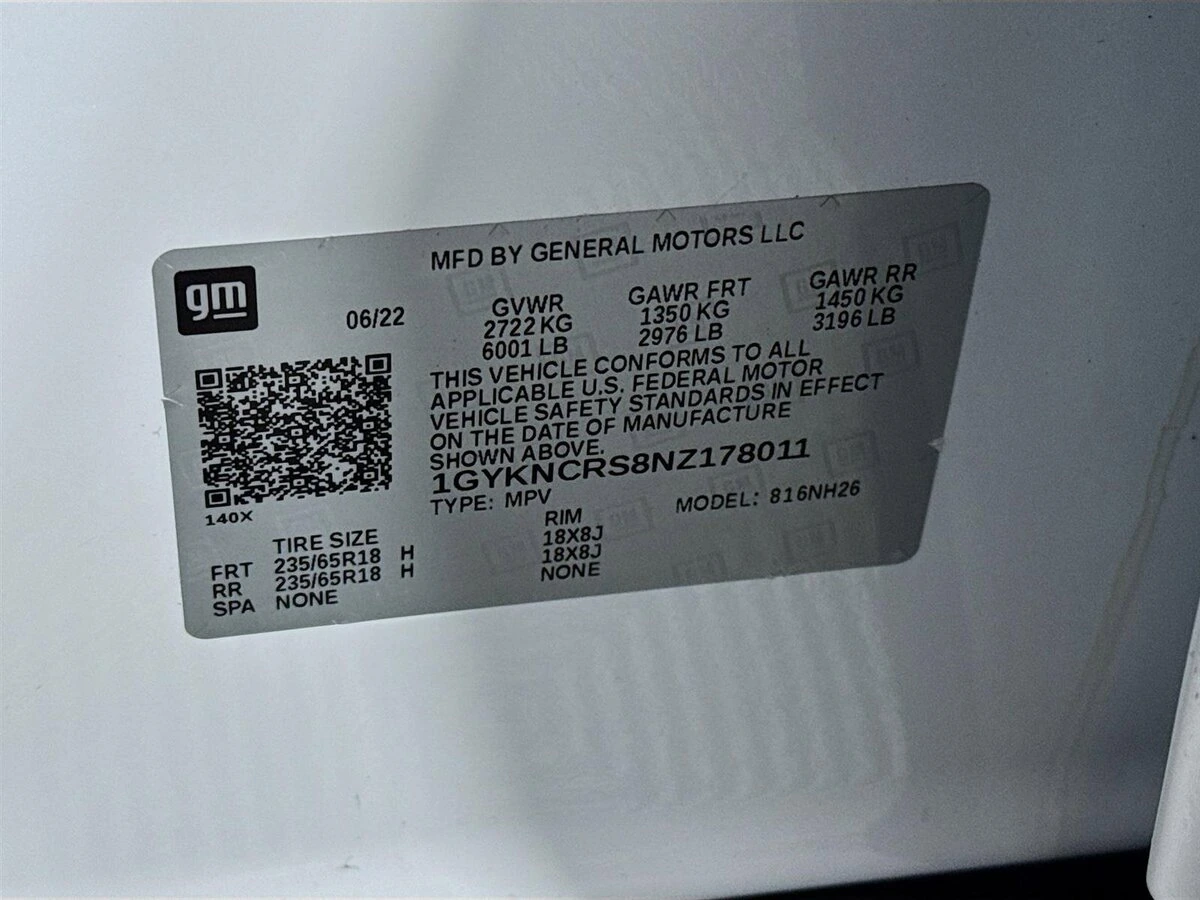 MFD BY GENERAL MOTORS LLC
gm
06/22
GVWR GAWR FRT GAWR RR
2722 KG 1350 KG 1450 KG
6001 LB 2976 LB 3196 LB
THIS VEHICLE CONFORMS TO ALL
APPLICABLE U.S. FEDERAL MOTOR
VEHICLE SAFETY STANDARDS IN EFFECT
ON THE DATE OF MANUFACTURE
SHOWN ABOVE.
1GYKNCRS8NZ178011
TYPE: MPV MODEL: 816NH26
140X
TIRE SIZE RIM
FRT 235/65R18 H 18X8J
RR 235/65R18 H 18X8J
SPA NONE NONE